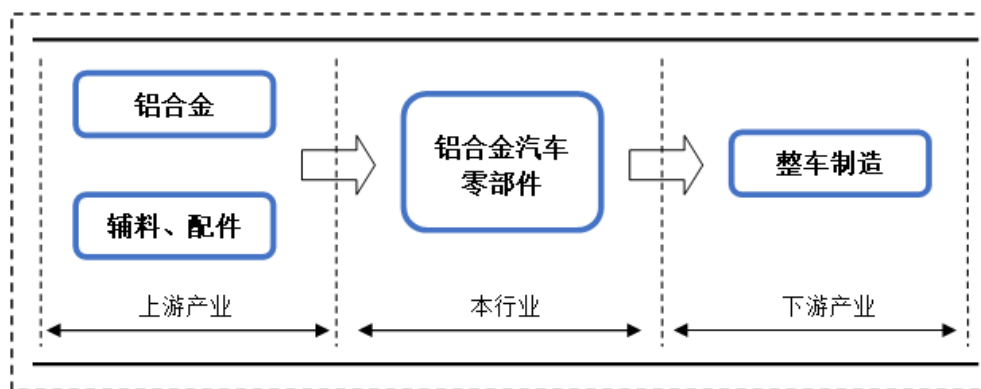 铝合金
辅料、配件
铝合金汽车
零部件
整车制造
上游产业
本行业
下游产业